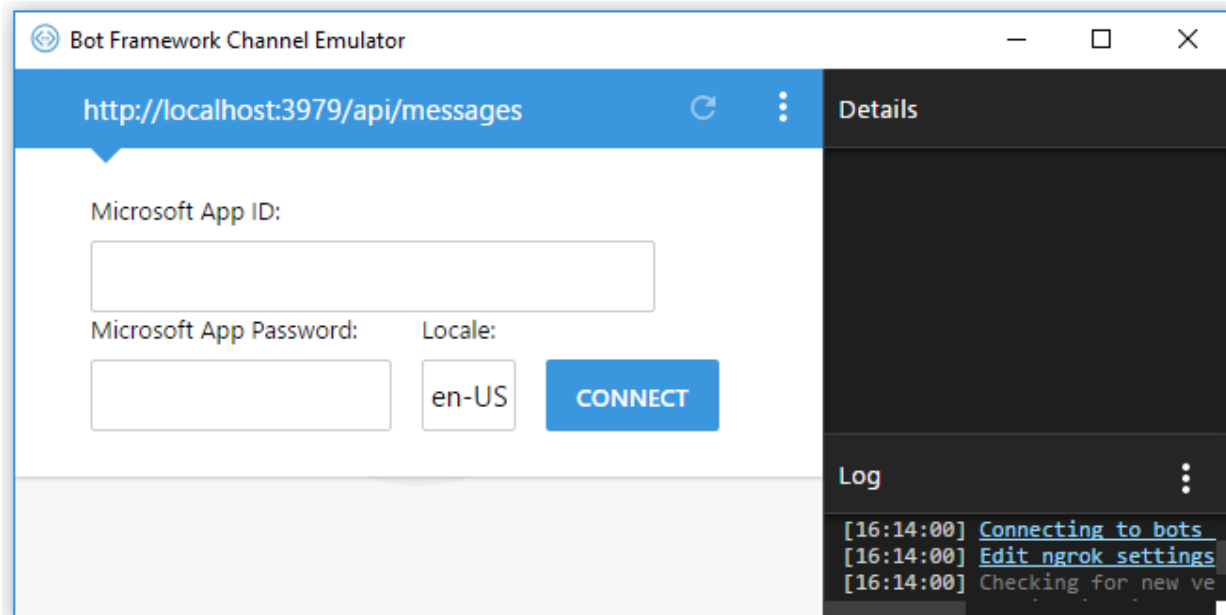 Bot Framework Channel Emulator
http://localhost:3979/api/messages
Details
Microsoft App ID:
Microsoft App Password:
Locale:
en-US
CONNECT
Log
[16:14:00] Connecting to bots
[16:14:00] Edit ngrok settings
[16:14:00] Checking for new ve